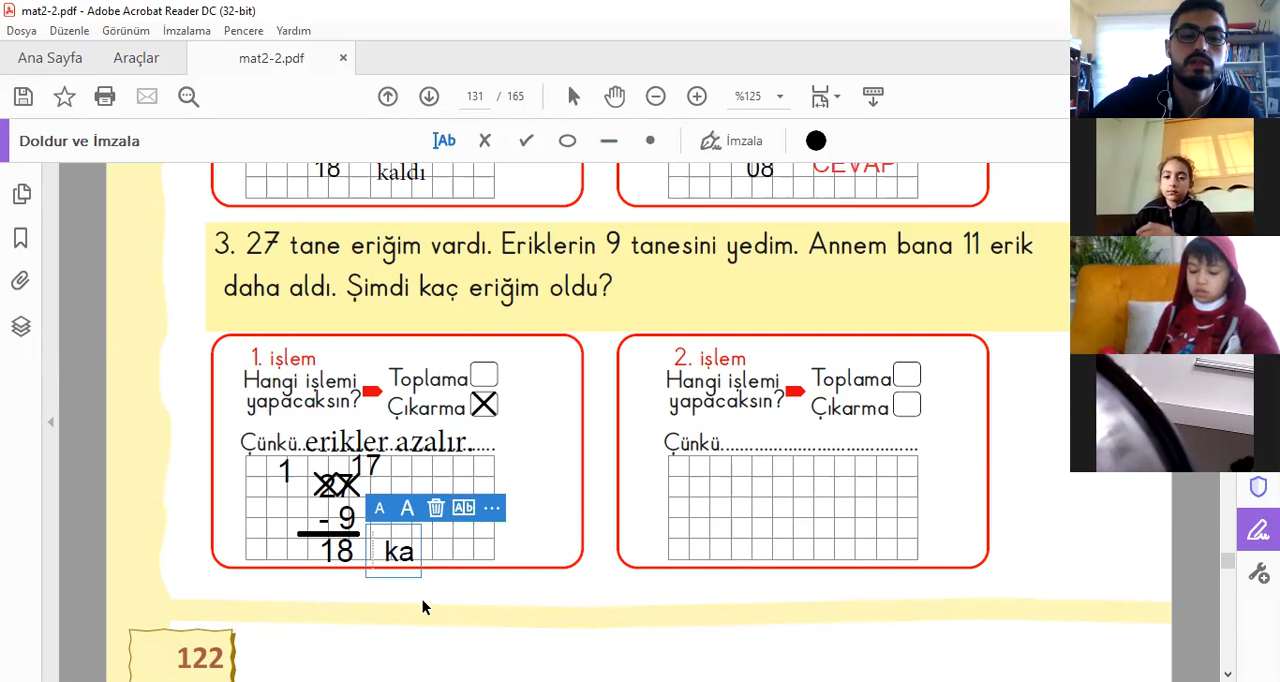 mat2-2.pdf - Adobe Acrobat Reader DC (32-bit)
Dosya Düzenle Görünüm İmzalama Pencere Yardım
Ana Sayfa Araçlar mat2-2.pdf ×
131 / 165 %125
Doldur ve İmzala Ab İmzala
18 kaldı 08 CEVAP
3. 27 tane eriğim vardı. Eriklerin 9 tanesini yedim. Annem bana 11 erik
daha aldı. Şimdi kaç eriğim oldu?
1. işlem
Hangi işlemi
yapacaksın?
Toplama
Çıkarma X
Çünkü..erikler azalır.....
1 17
27
A A Ab ...
- 9
18 ka
2. işlem
Hangi işlemi
yapacaksın?
Toplama
Çıkarma
Çünkü........................................
122